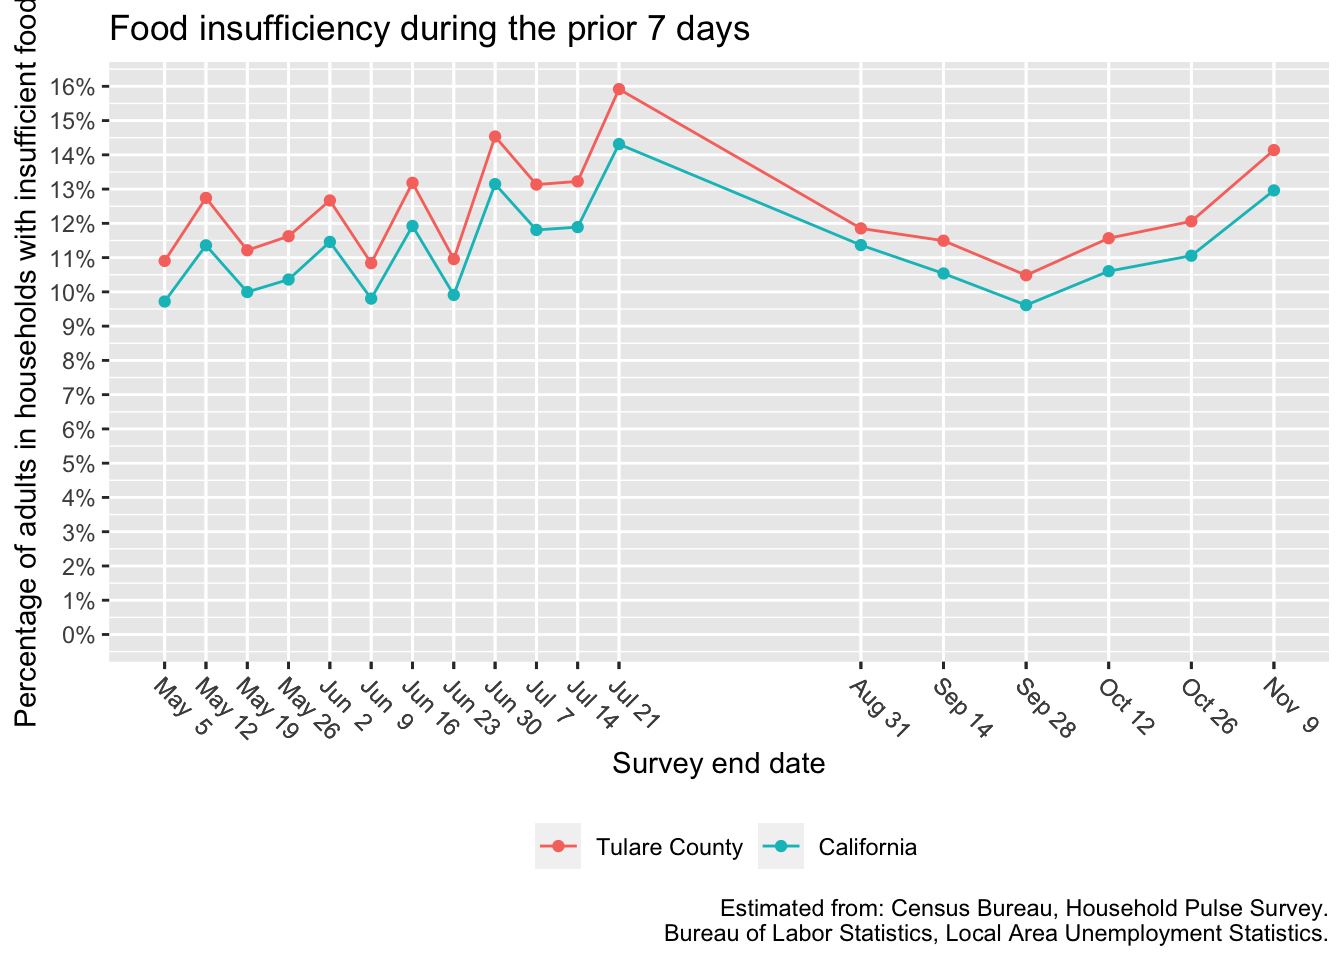 Food insufficiency during the prior 7 days
Percentage of adults in households with insufficient food
16%
15%
14%
13%
12%
11%
10%
9%
8%
7%
6%
5%
4%
3%
2%
1%
0%
May 5
May 12
May 19
May 26
Jun 2
Jun 9
Jun 16
Jun 23
Jun 30
Jul 7
Jul 14
Jul 21
Aug 31
Sep 14
Sep 28
Oct 12
Oct 26
Nov 9
Survey end date
Tulare County
California
Estimated from: Census Bureau, Household Pulse Survey.
Bureau of Labor Statistics, Local Area Unemployment Statistics.